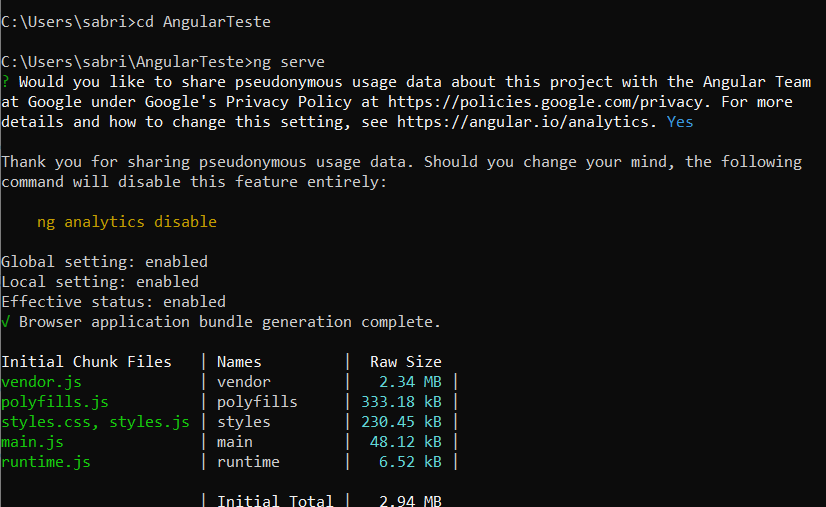 C:\Users\sabri>cd AngularTeste
C:\Users\sabri\AngularTeste>ng serve
? Would you like to share pseudonymous usage data about this project with the Angular Team
at Google under Google's Privacy Policy at https://policies.google.com/privacy. For more
details and how to change this setting, see https://angular.io/analytics. Yes
Thank you for sharing pseudonymous usage data. Should you change your mind, the following
command will disable this feature entirely:
ng analytics disable
Global setting: enabled
Local setting: enabled
Effective status: enabled
√ Browser application bundle generation complete.
Initial Chunk Files | Names | Raw Size
vendor.js | vendor | 2.34 MB |
polyfills.js | polyfills | 333.18 kB |
styles.css, styles.js | styles | 230.45 kB |
main.js | main | 48.12 kB |
runtime.js | runtime | 6.52 kB |
| Initial Total | 2.94 MB